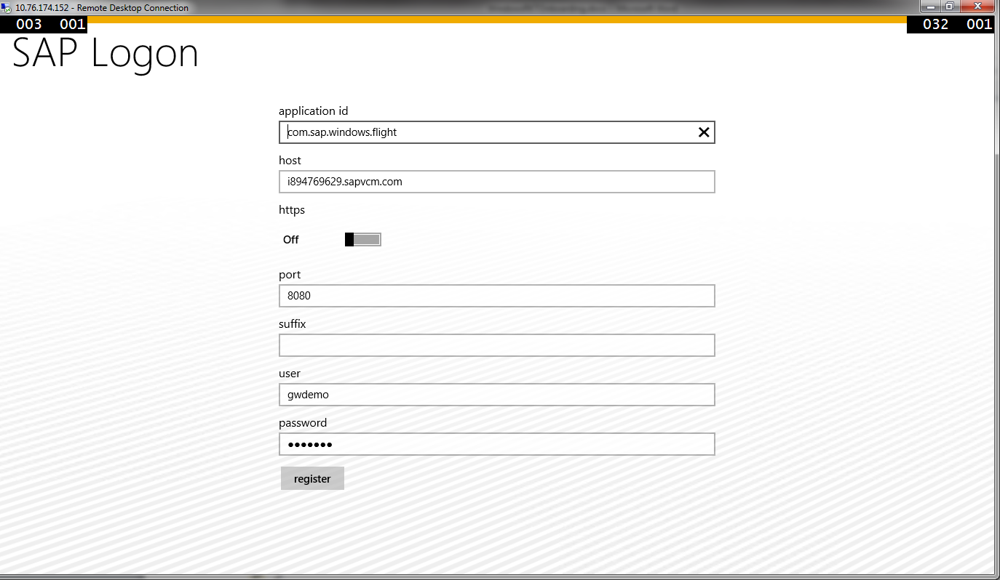 10.76.174.152 - Remote Desktop Connection
003 001
032 001
SAP Logon
application id
com.sap.windows.flight
host
i894769629.sapvcm.com
https
Off
port
8080
suffix
user
gwdemo
password
•••••••
register